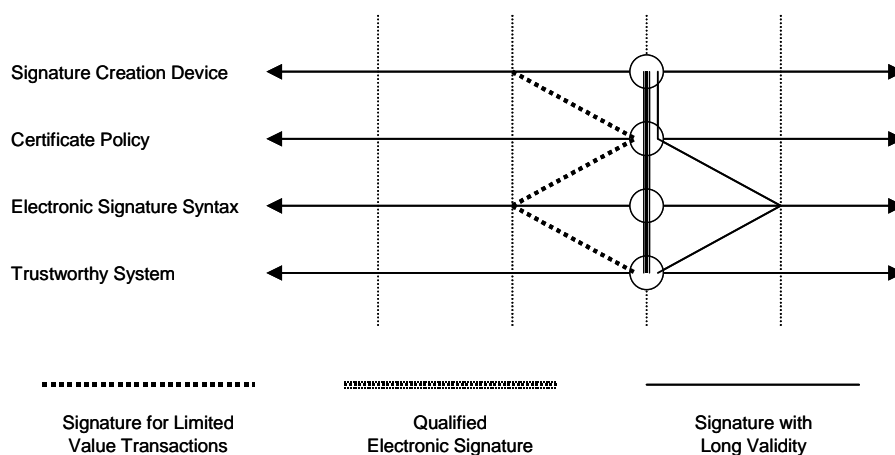 Signature Creation Device
Certificate Policy
Electronic Signature Syntax
Trustworthy System
Signature for Limited
Value Transactions
Qualified
Electronic Signature
Signature with
Long Validity